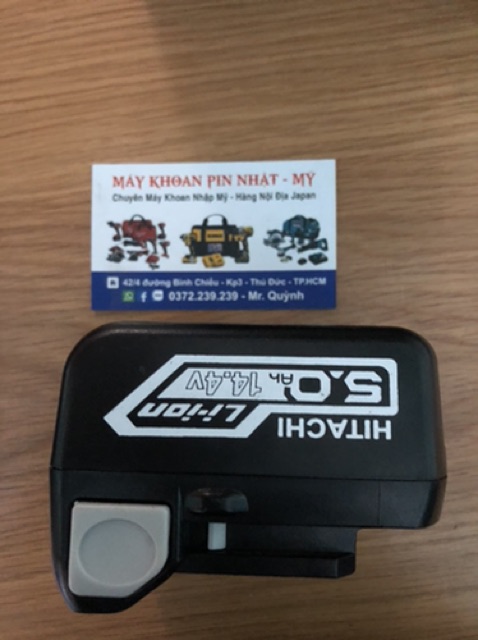 MÁY KHOAN PIN NHẬT - MỸ
Chuyên Máy Khoan Nhập Mỹ - Hàng Nội Địa Japan
42/4 đường Bình Chiểu - Kp3 - Thủ Đức - TP.HCM
0372.239.239 - Mr. Quỳnh
HITACHI
Li-ion
5.0Ah 14.4V